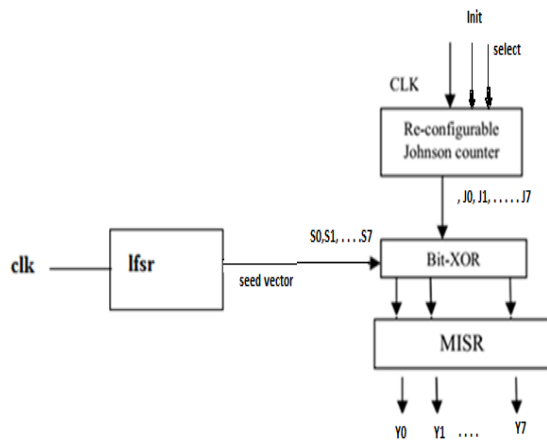 Init
select
CLK
Re-configurable
Johnson counter
, J0, J1, . . . . . J7
S0,S1, . . . .S7
clk
lfsr
seed vector
Bit-XOR
MISR
Y0 Y1 . . . . Y7